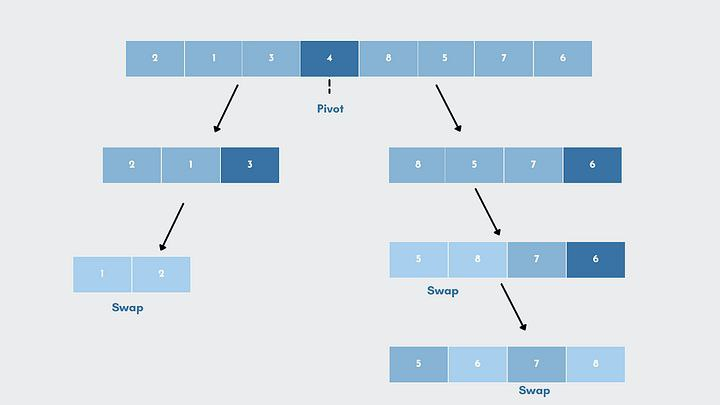 2 1 3 4 8 5 7 6
Pivot
2 1 3
8 5 7 6
5 8 7 6
1 2
Swap
Swap
5 6 7 8
Swap